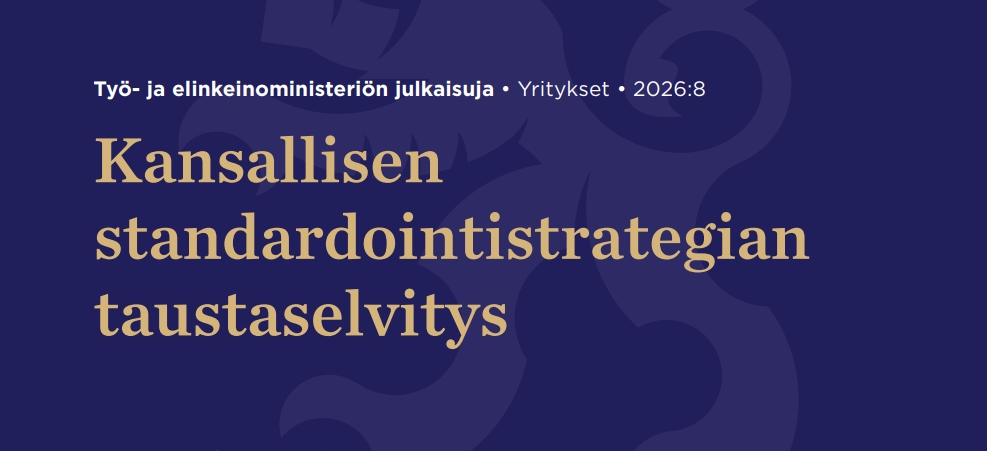 Työ- ja elinkeinoministeriön julkaisuja • Yritykset • 2026:8
Kansallisen
standardointistrategian
taustaselvitys